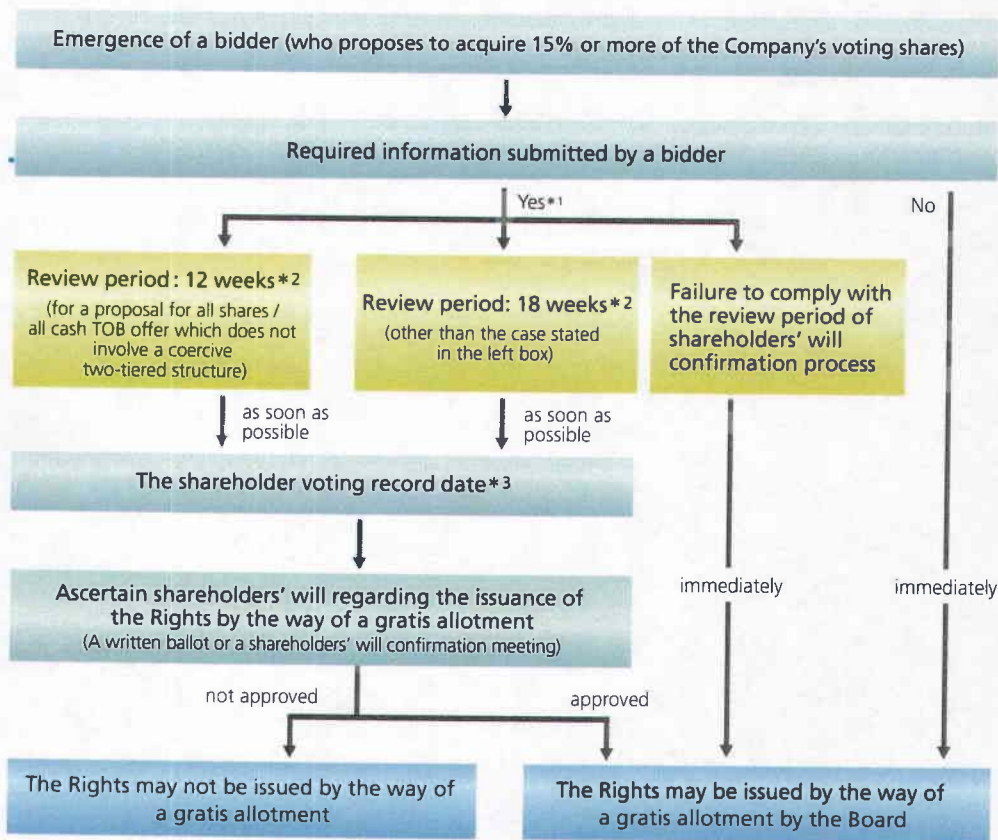 Emergence of a bidder (who proposes to acquire 15% or more of the Company's voting shares)
Required information submitted by a bidder
Yes*1
No
Review period: 12 weeks*2
(for a proposal for all shares /
all cash TOB offer which does not
involve a coercive
two-tiered structure)
Review period: 18 weeks*2
(other than the case stated
in the left box)
Failure to comply with
the review period of
shareholders' will
confirmation process
as soon as
possible
as soon as
possible
The shareholder voting record date*3
Ascertain shareholders' will regarding the issuance of
the Rights by the way of a gratis allotment
(A written ballot or a shareholders' will confirmation meeting)
immediately
immediately
not approved
approved
The Rights may not be issued by the way of
a gratis allotment
The Rights may be issued by the way of
a gratis allotment by the Board